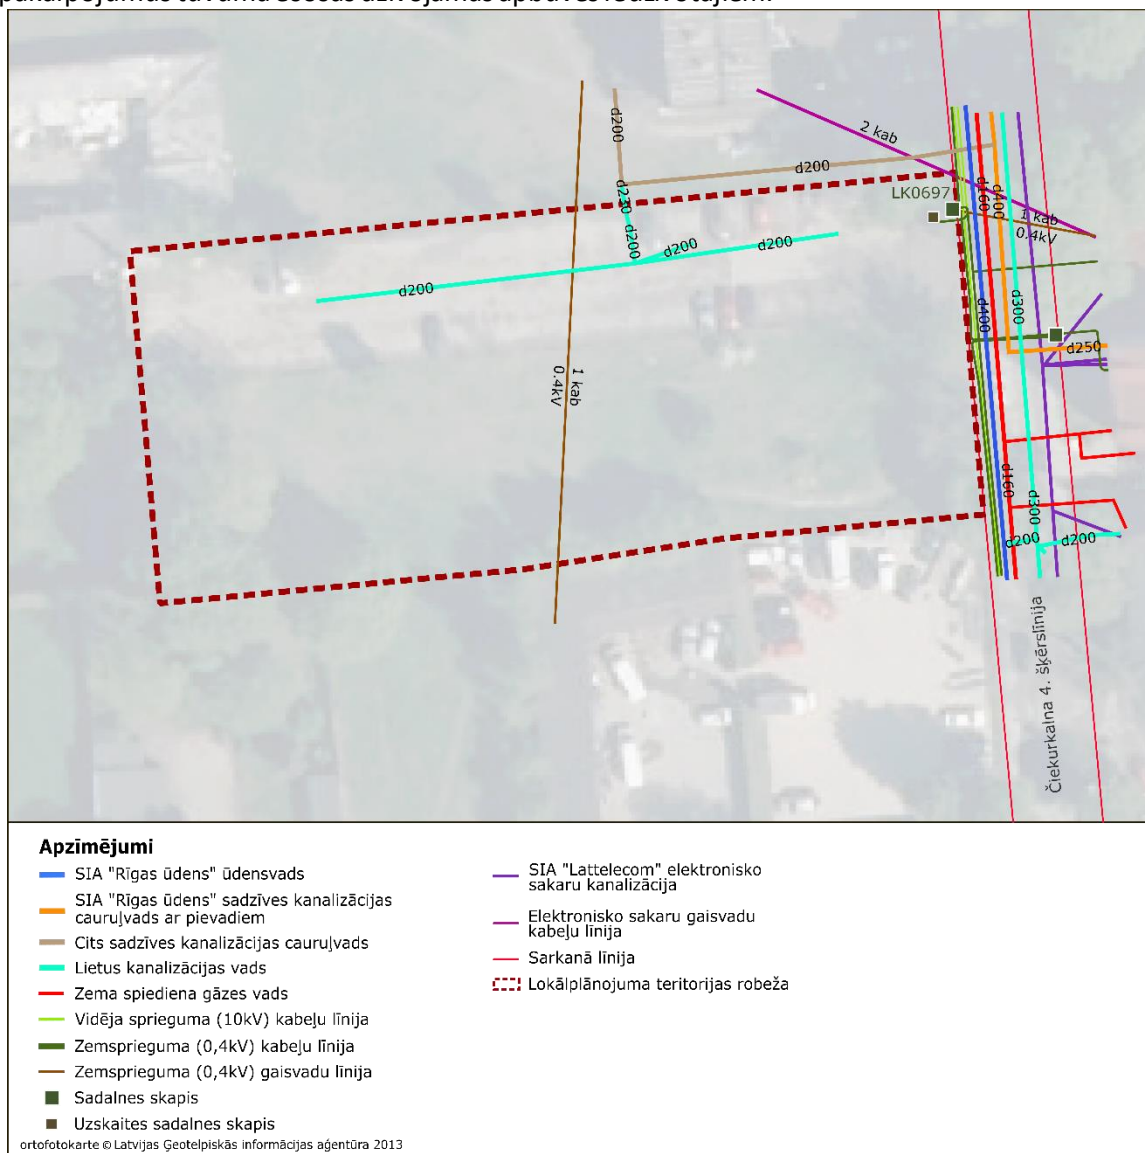 2 kab
d200
d200
LK0697
d160
d400
d230
d200
d200
d200
1 kab
0.4kV
d200
d300
d400
d250
1 kab
0.4kV
d160
d300
d200
d200
Čiekurkalna 4. šķērslīnija
Apzīmējumi
SIA "Rīgas ūdens" ūdensvads
SIA "Rīgas ūdens" sadzīves kanalizācijas
cauruļvads ar pievadiem
Cits sadzīves kanalizācijas cauruļvads
Lietus kanalizācijas vads
Zema spiediena gāzes vads
Vidēja sprieguma (10kV) kabeļu līnija
Zemsprieguma (0,4kV) kabeļu līnija
Zemsprieguma (0,4kV) gaisvadu līnija
Sadalnes skapis
Uzskaites sadalnes skapis
SIA "Lattelecom" elektronisko
sakaru kanalizācija
Elektronisko sakaru gaisvadu
kabeļu līnija
Sarkanā līnija
Lokālplānojuma teritorijas robeža
ortofotokarte © Latvijas Ģeotelpiskās informācijas aģentūra 2013